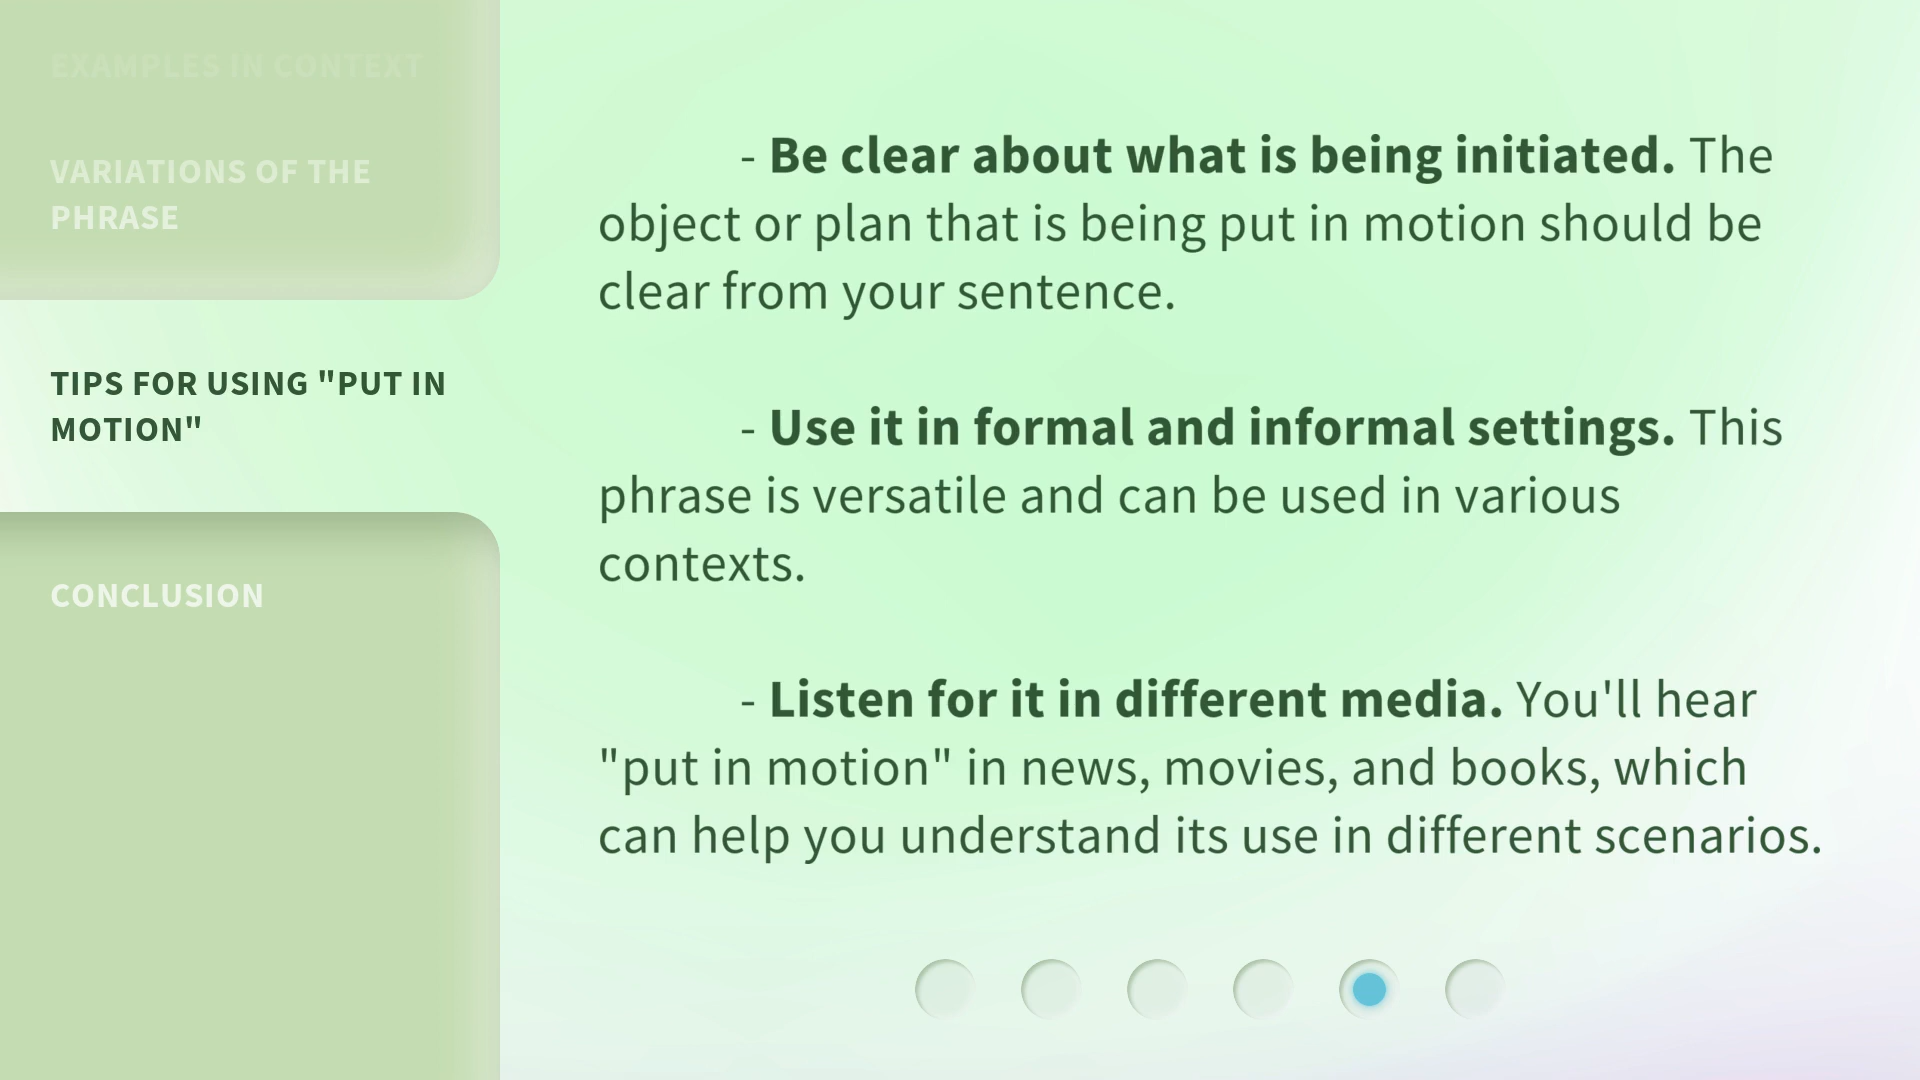 EXAMPLES IN CONTEXT
VARIATIONS OF THE
PHRASE
TIPS FOR USING "PUT IN
MOTION"
CONCLUSION
- Be clear about what is being initiated. The
object or plan that is being put in motion should be
clear from your sentence.
- Use it in formal and informal settings. This
phrase is versatile and can be used in various
contexts.
- Listen for it in different media. You'll hear
"put in motion" in news, movies, and books, which
can help you understand its use in different scenarios.